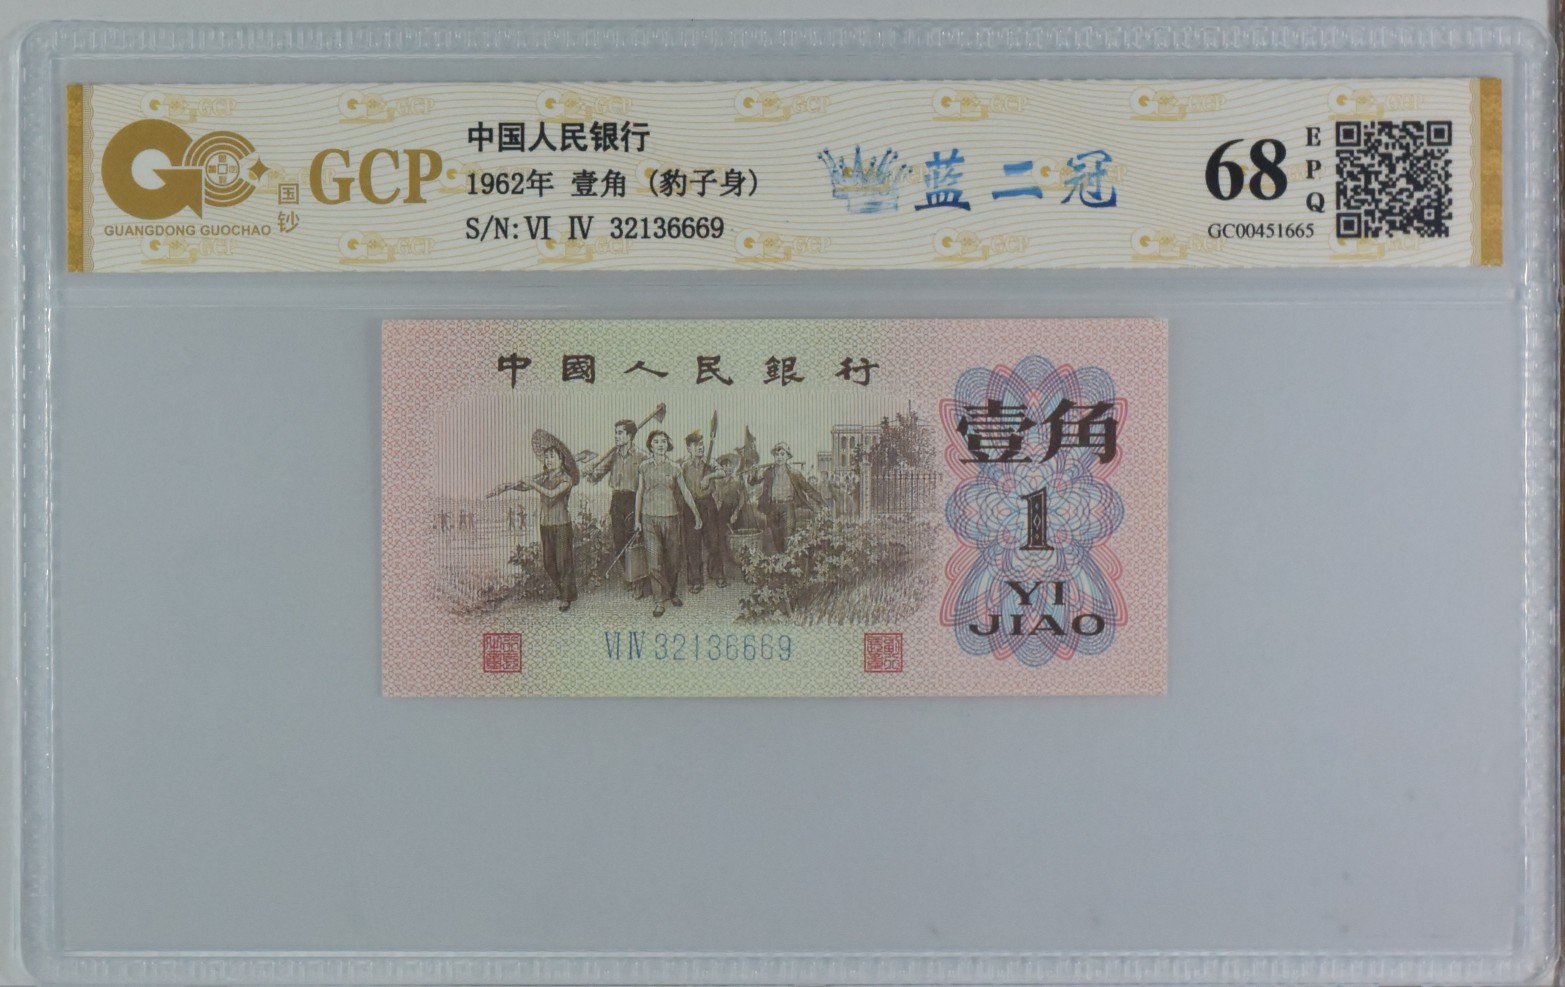 GUANGDONG GUOCHAO
国钞
GCP
中国人民银行
1962年 壹角 (豹子身)
S/N:VI IV 32136669
蓝二冠
68
EPQ
GC00451665
中國人民銀行
壹角
1
YI
JIAO
VI IV 32136669